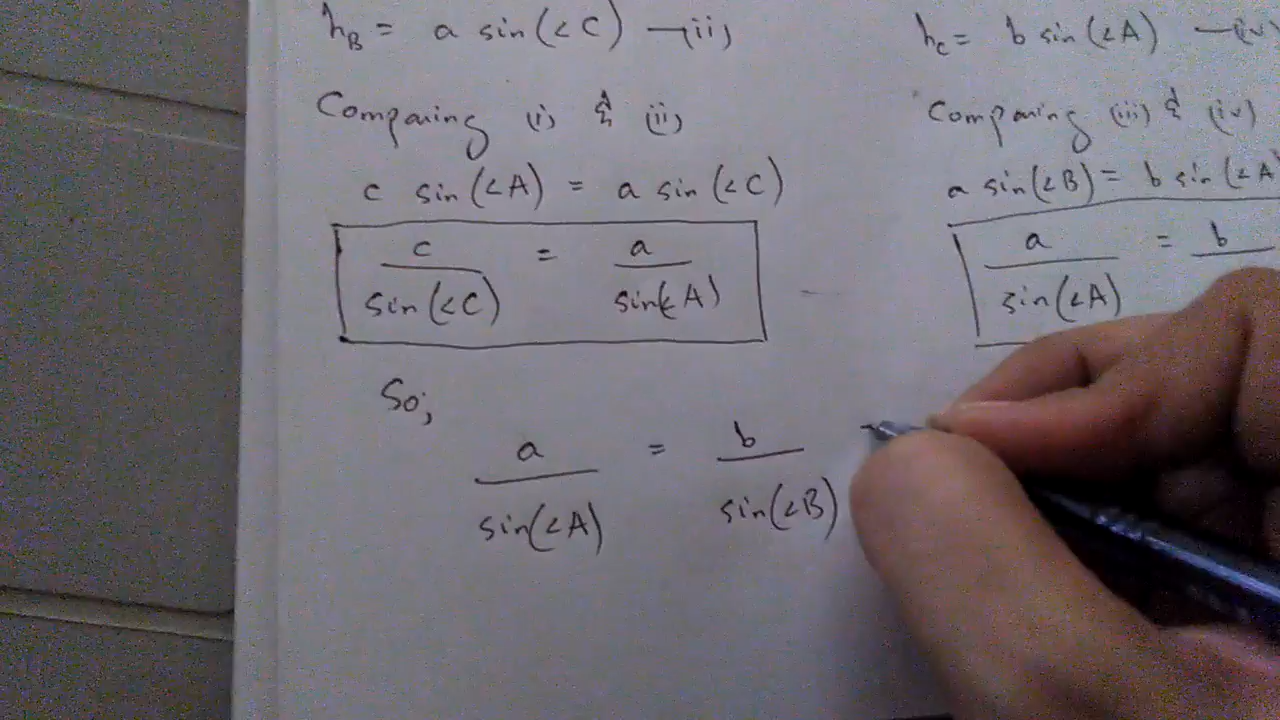 h_B = a sin(∠C) —(ii)
Comparing (i) & (ii)
c sin(∠A) = a sin(∠C)
c / sin(∠C) = a / sin(∠A)
h_c = b sin(∠A) —(iv)
Comparing (iii) & (iv)
a sin(∠B) = b sin(∠A
a / sin(∠A) = b
So,
a / sin(∠A) = b / sin(∠B)